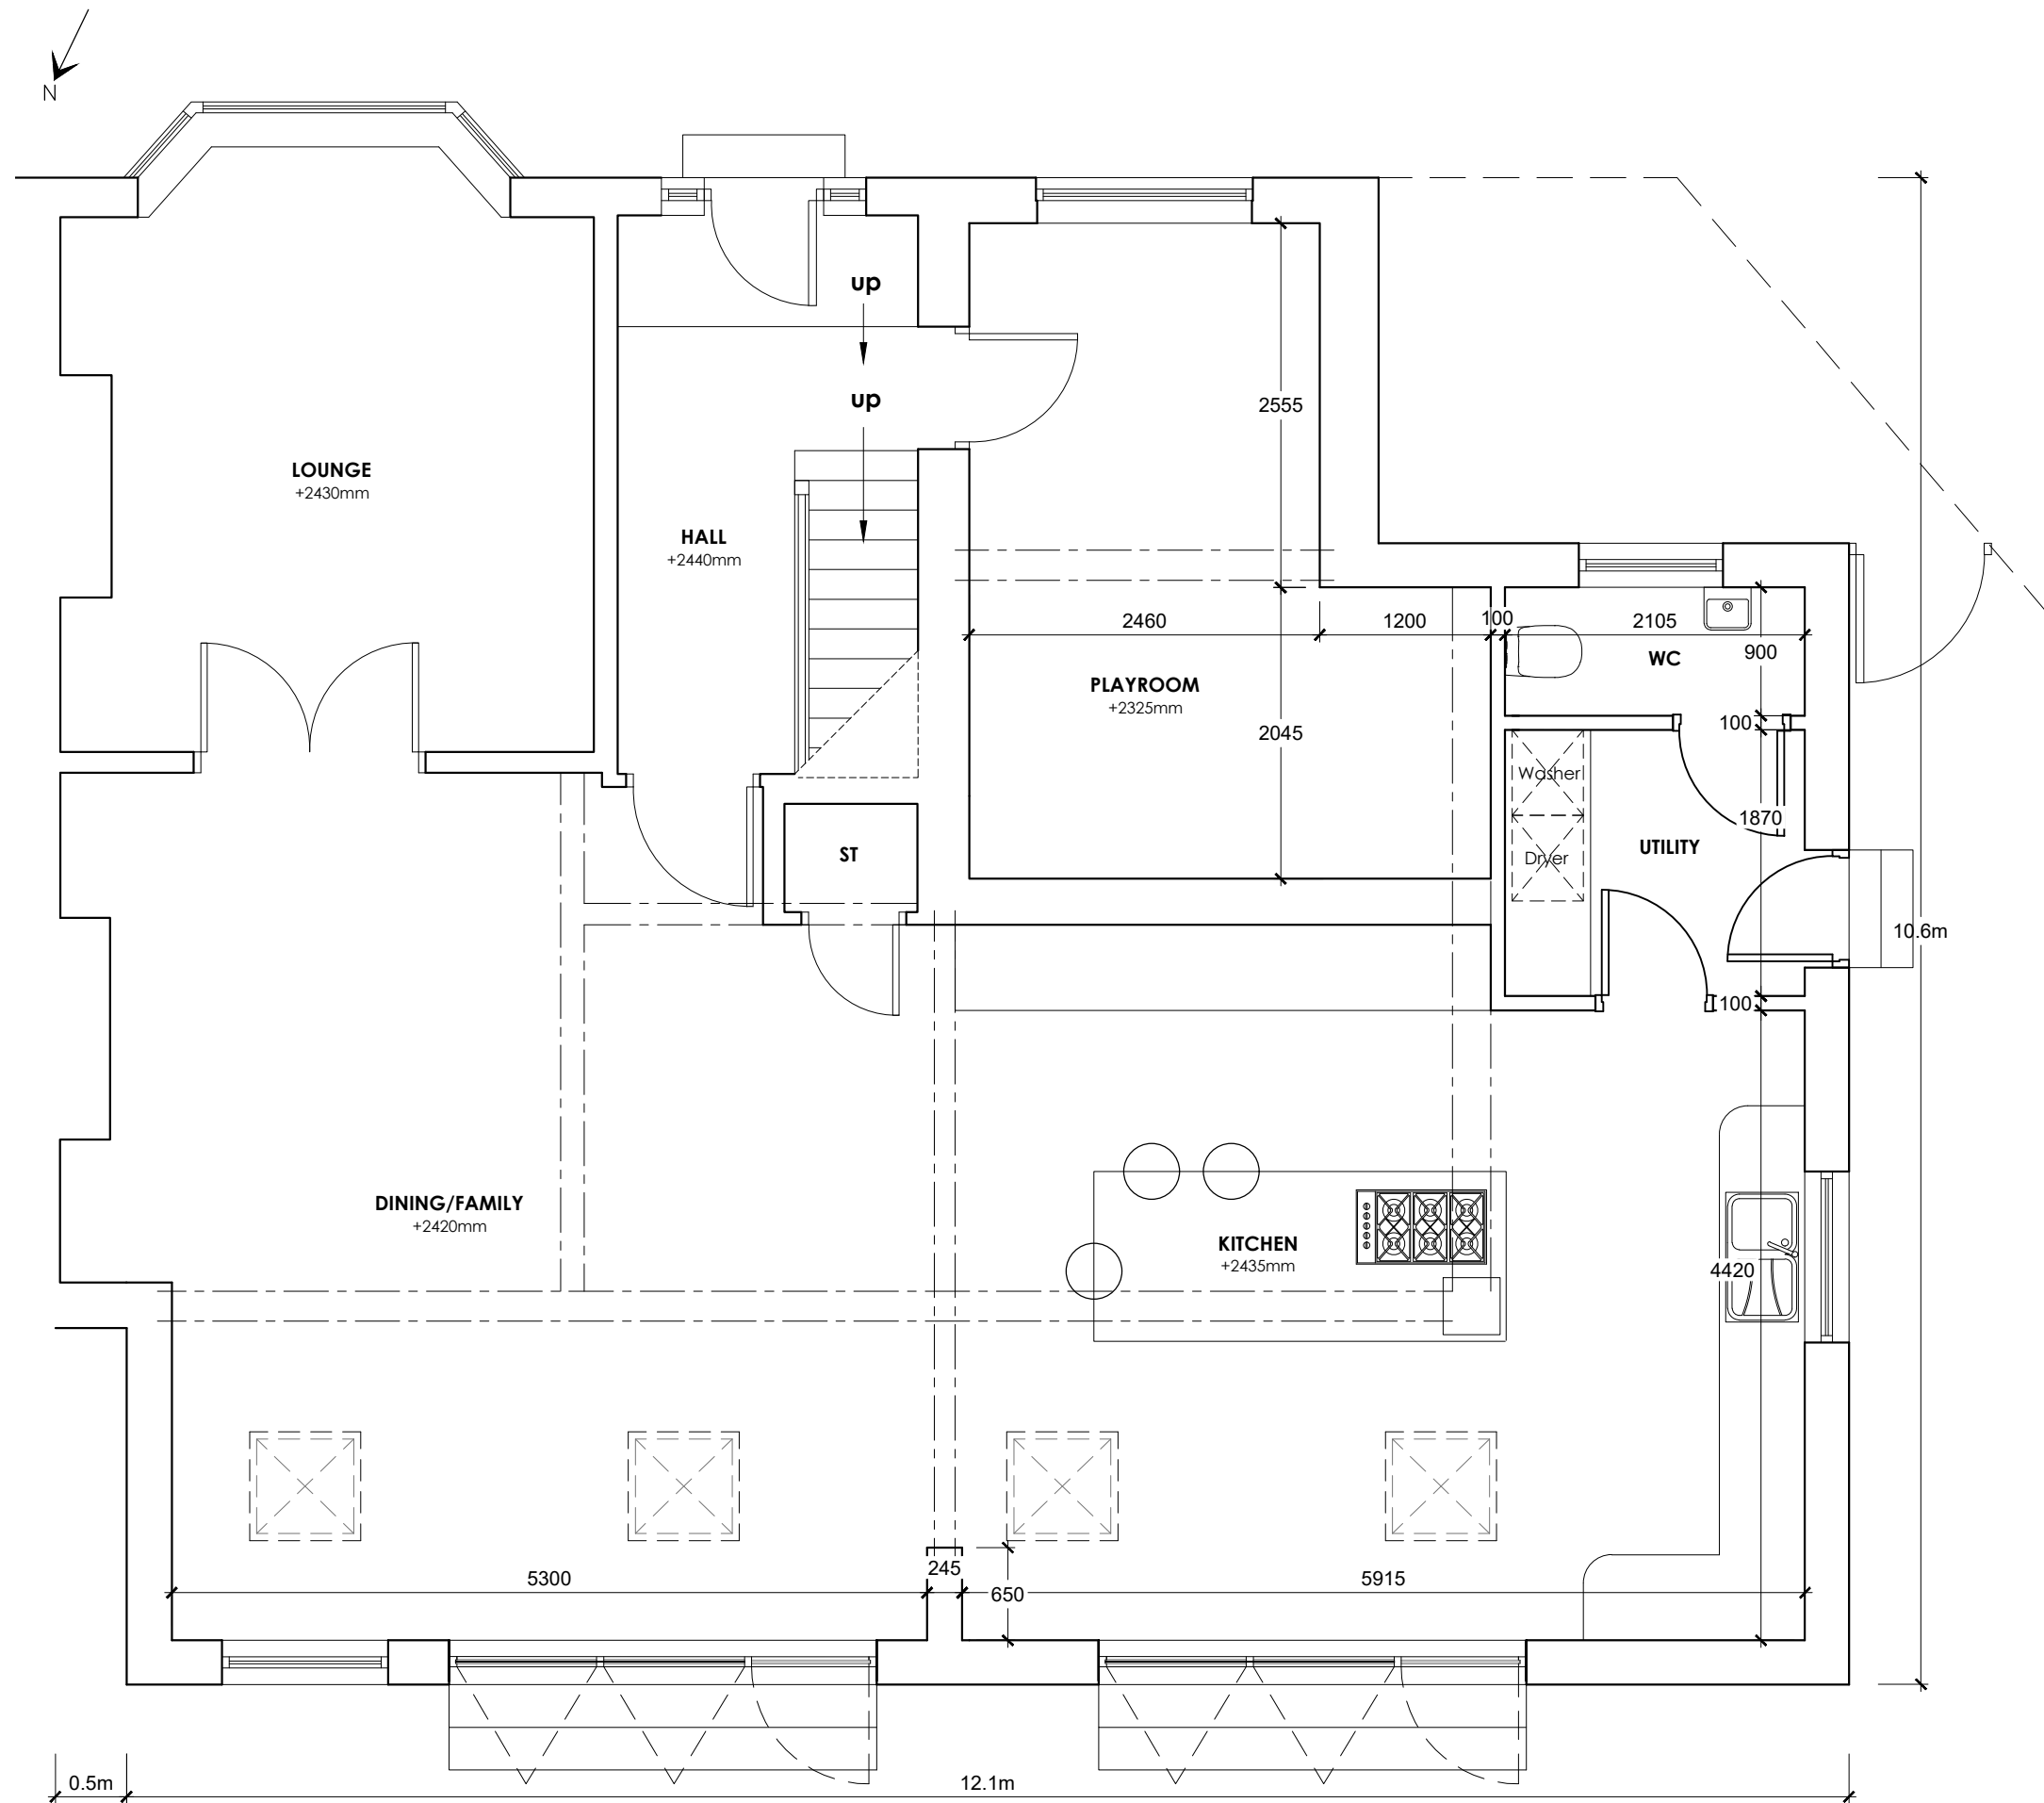 N
up
up
2555
LOUNGE
+2430mm
HALL
+2440mm
2460
1200
100
2105
WC
900
PLAYROOM
+2325mm
2045
100
Washer
1870
UTILITY
Dryer
ST
10.6m
100
DINING/FAMILY
+2420mm
KITCHEN
+2435mm
4420
245
5300
650
5915
0.5m
12.1m